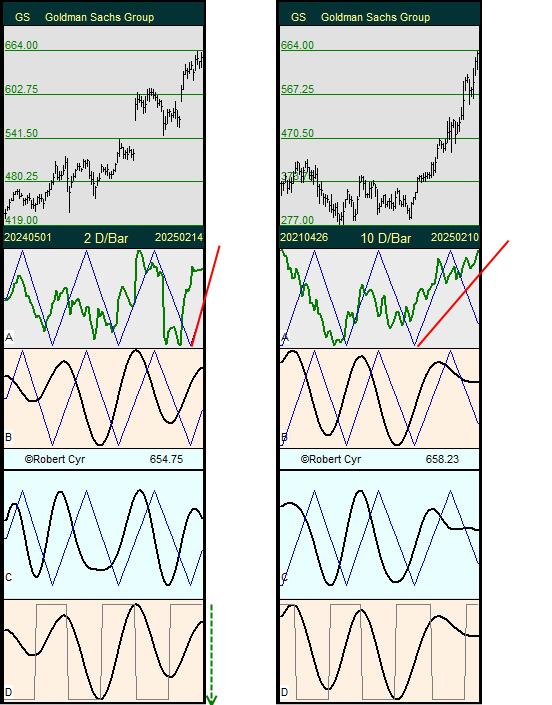 GS Goldman Sachs Group
664.00
602.75
541.50
480.25
419.00
20240501 2 D/Bar 20250214
A
B
©Robert Cyr 654.75
C
D
GS Goldman Sachs Group
664.00
567.25
470.50
277.00
20210426 10 D/Bar 20250210
A
B
©Robert Cyr 658.23
C
D